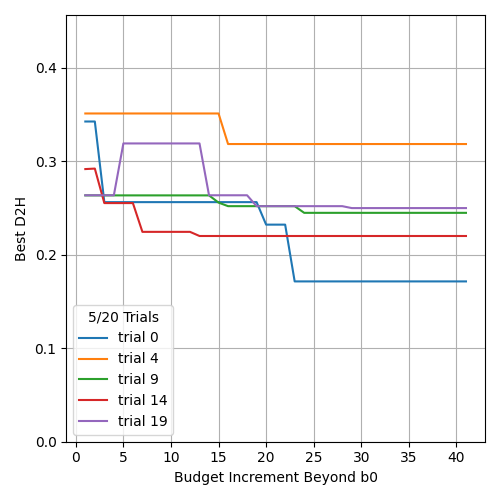 0.4
0.3
0.2
0.1
0.0
Best D2H
5/20 Trials
trial 0
trial 4
trial 9
trial 14
trial 19
0 5 10 15 20 25 30 35 40
Budget Increment Beyond b0